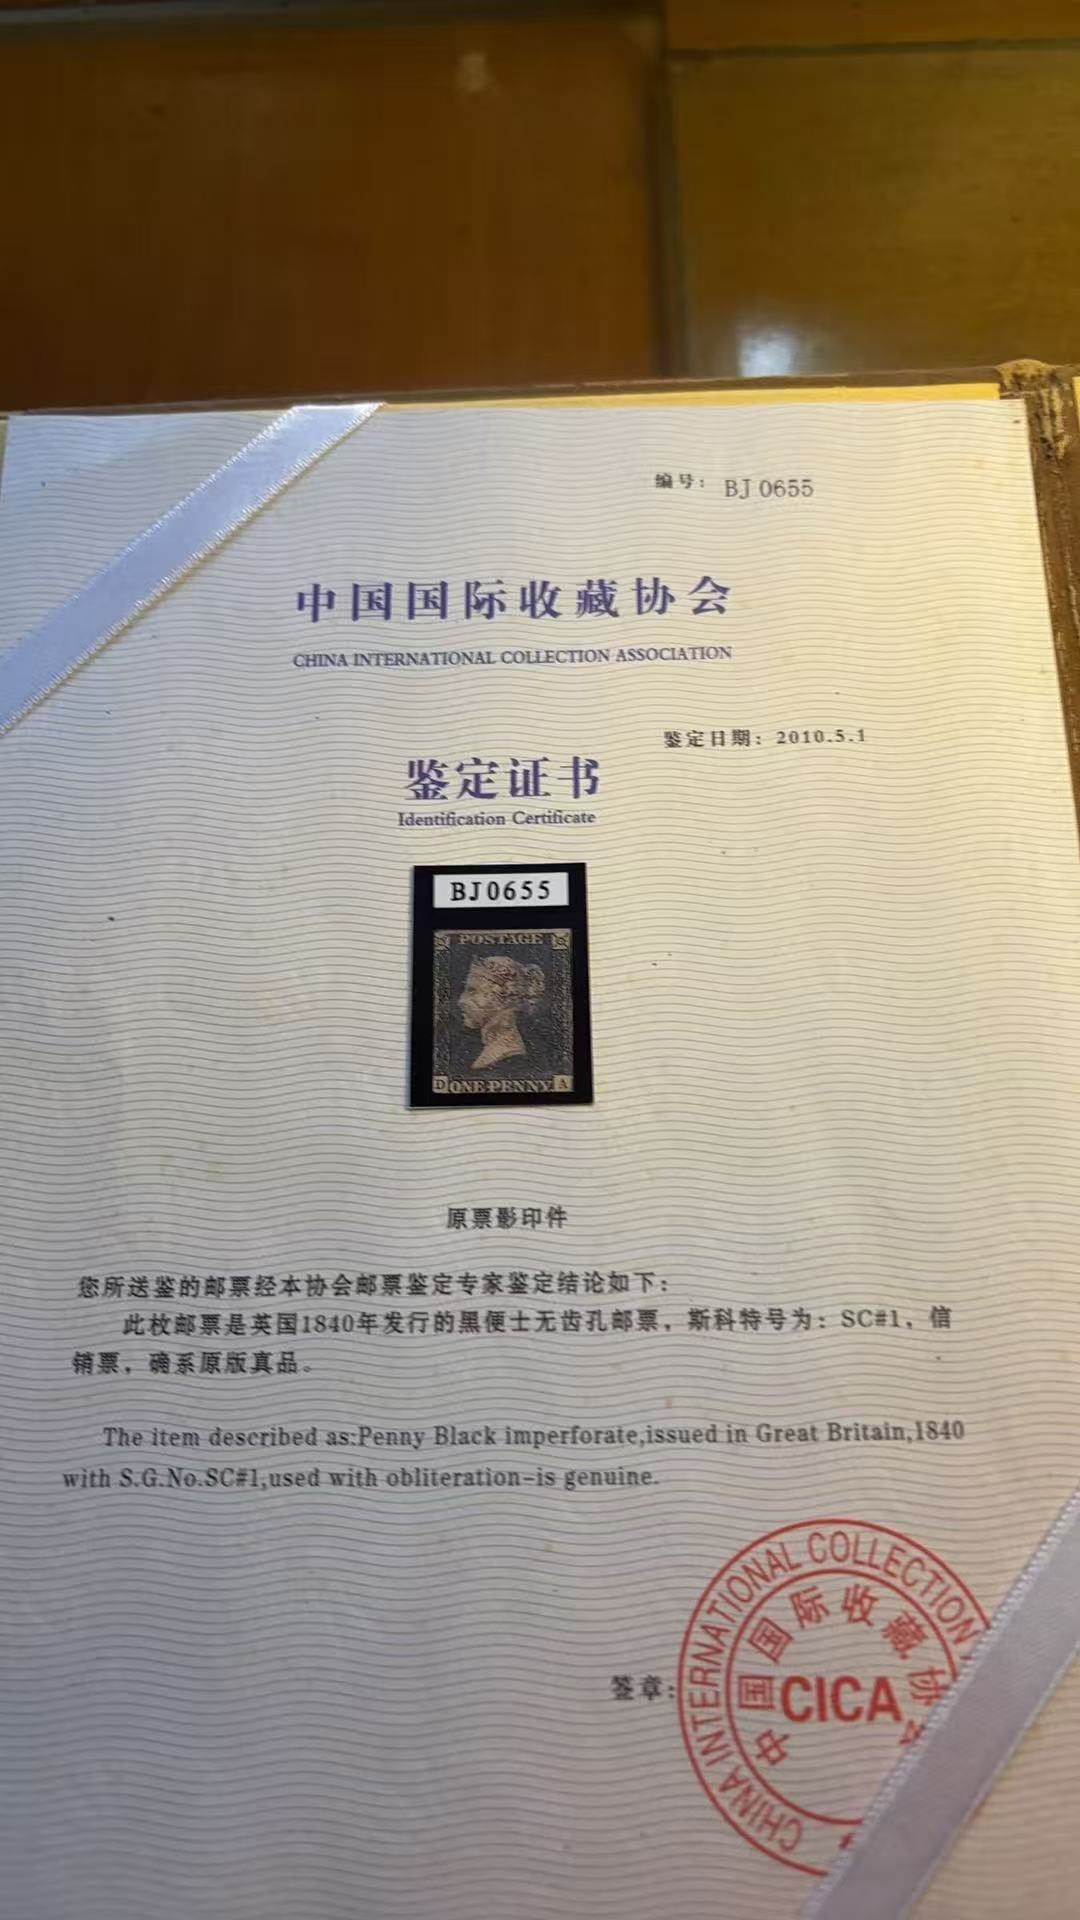 编号: BJ 0655
中国国际收藏协会
CHINA INTERNATIONAL COLLECTION ASSOCIATION
鉴定日期: 2010.5.1
鉴定证书
Identification Certificate
BJ0655
POSTAGE
D ONE PENNY A
原票影印件
您所送鉴的邮票经本协会邮票鉴定专家鉴定结论如下:
此枚邮票是英国1840年发行的黑便士无齿孔邮票, 斯科特号为: SC#1, 信
销票, 确系原版真品。
The item described as:Penny Black imperforate,issued in Great Britain,1840
with S.G.No.SC#1,used with obliteration-is genuine.
签章:
CHINA INTERNATIONAL COLLECTION
中国国际收藏协会
CICA